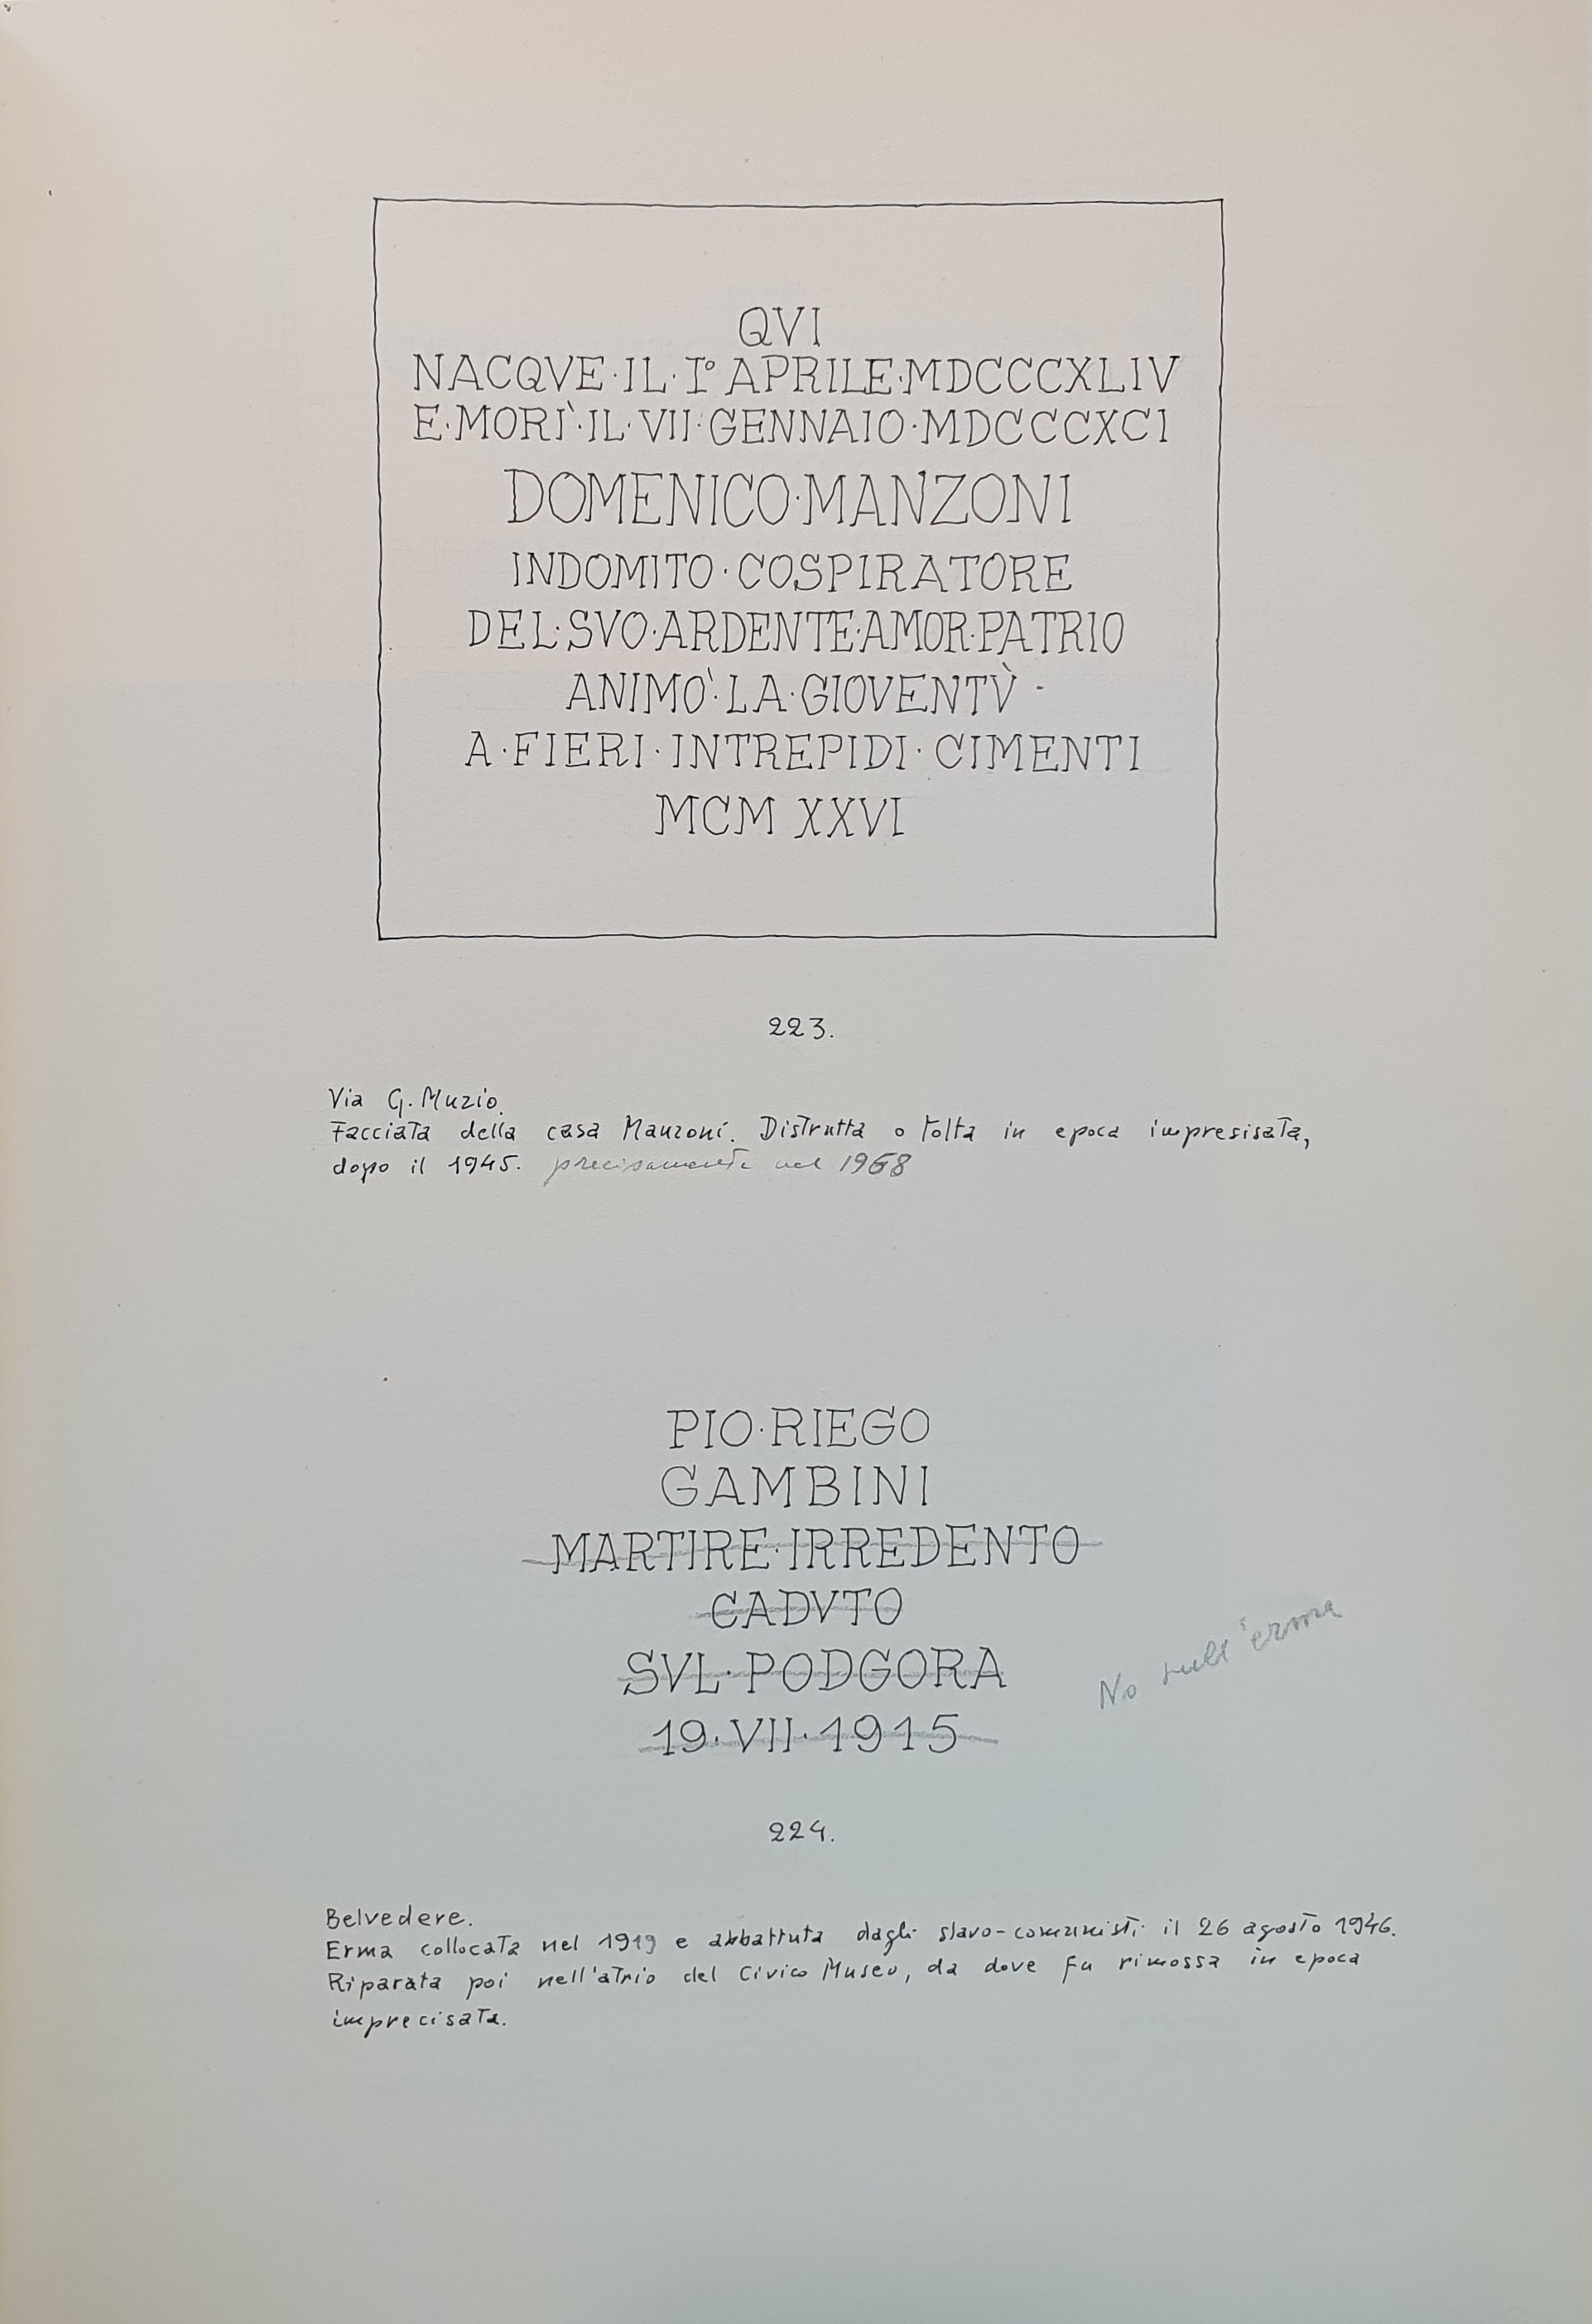 QVI
NACQVE·IL·I° APRILE·MDCCCXLIV
E·MORI'·IL·VII·GENNAIO·MDCCCXCI
DOMENICO·MANZONI
INDOMITO·COSPIRATORE
DEL·SVO·ARDENTE·AMOR·PATRIO
ANIMO'·LA·GIOVENTV̀ -
A·FIERI·INTREPIDI·CIMENTI
MCM XXVI
223.
Via G. Muzio.
Facciata della casa Manzoni. Distrutta o tolta in epoca impresisata,
dopo il 1945. precisamente nel 1968
PIO·RIEGO
GAMBINI
MARTIRE·IRREDENTO
CADVTO
SVL·PODGORA
19·VII·1915
No sull'erma
224.
Belvedere.
Erma collocata nel 1919 e abbattuta dagli slavo-comunisti il 26 agosto 1946.
Riparata poi nell'atrio del Civico Museo, da dove fu rimossa in epoca
imprecisata.